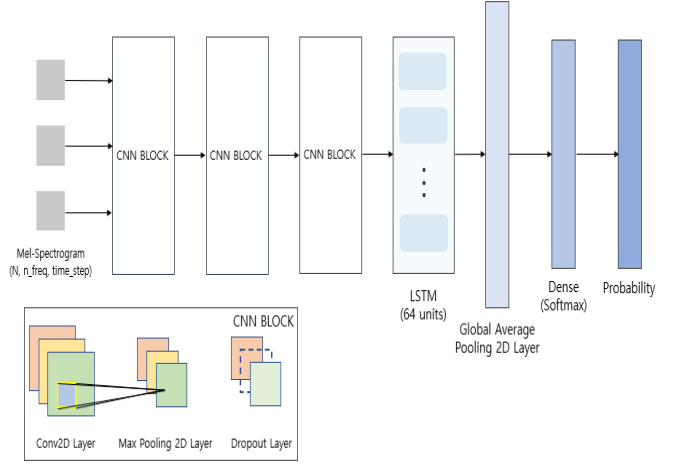 CNN BLOCK
CNN BLOCK
CNN BLOCK
Mel-Spectrogram
(N, n_freq, time_step)
LSTM
(64 units)
Global Average
Pooling 2D Layer
Dense
(Softmax)
Probability
CNN BLOCK
Conv2D Layer
Max Pooling 2D Layer
Dropout Layer